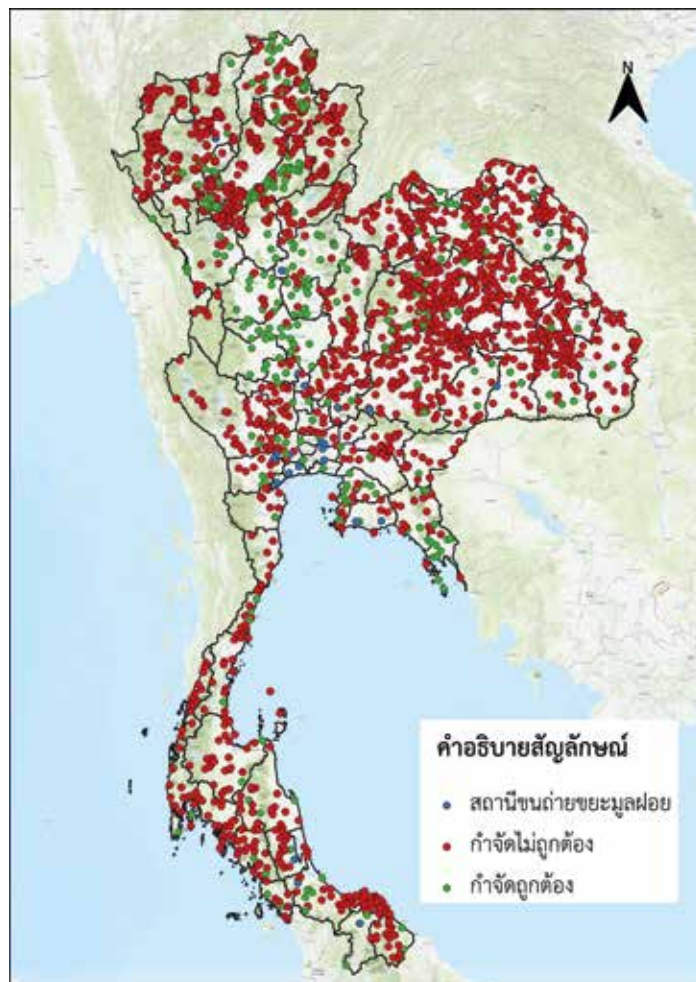 N
คำอธิบายสัญลักษณ์
สถานีขนถ่ายขยะมูลฝอย
กำจัดไม่ถูกต้อง
กำจัดถูกต้อง